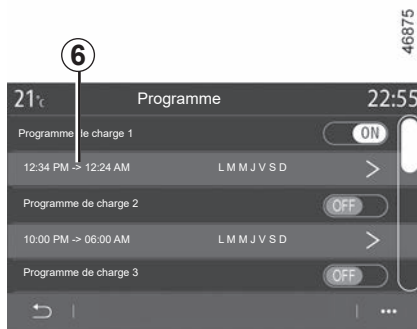 46875
6
21°c Programme 22:55
Programme de charge 1 ON
12:34 PM -> 12:24 AM L M M J V S D >
Programme de charge 2 OFF
10:00 PM -> 06:00 AM L M M J V S D >
Programme de charge 3 OFF